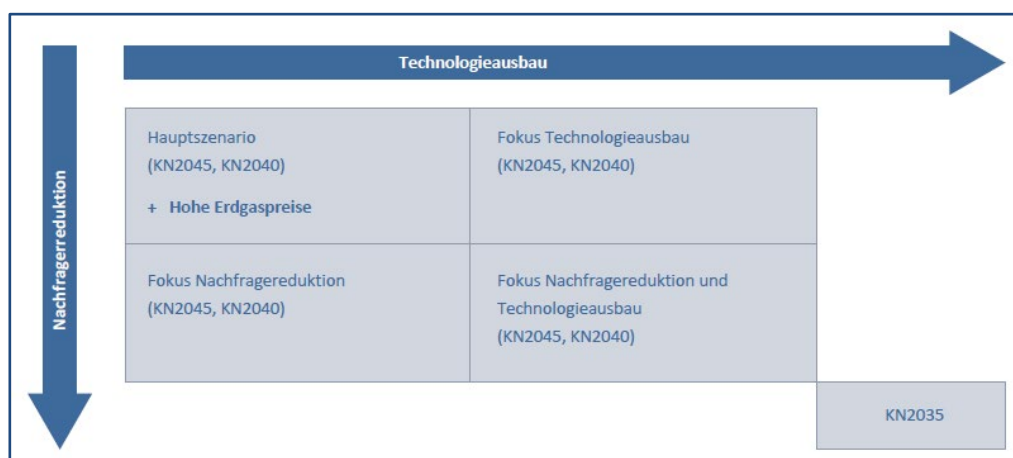 Technologieausbau
Nachfragerreduktion
Hauptszenario
(KN2045, KN2040)
+ Hohe Erdgaspreise
Fokus Technologieausbau
(KN2045, KN2040)
Fokus Nachfragereduktion
(KN2045, KN2040)
Fokus Nachfragereduktion und
Technologieausbau
(KN2045, KN2040)
KN2035